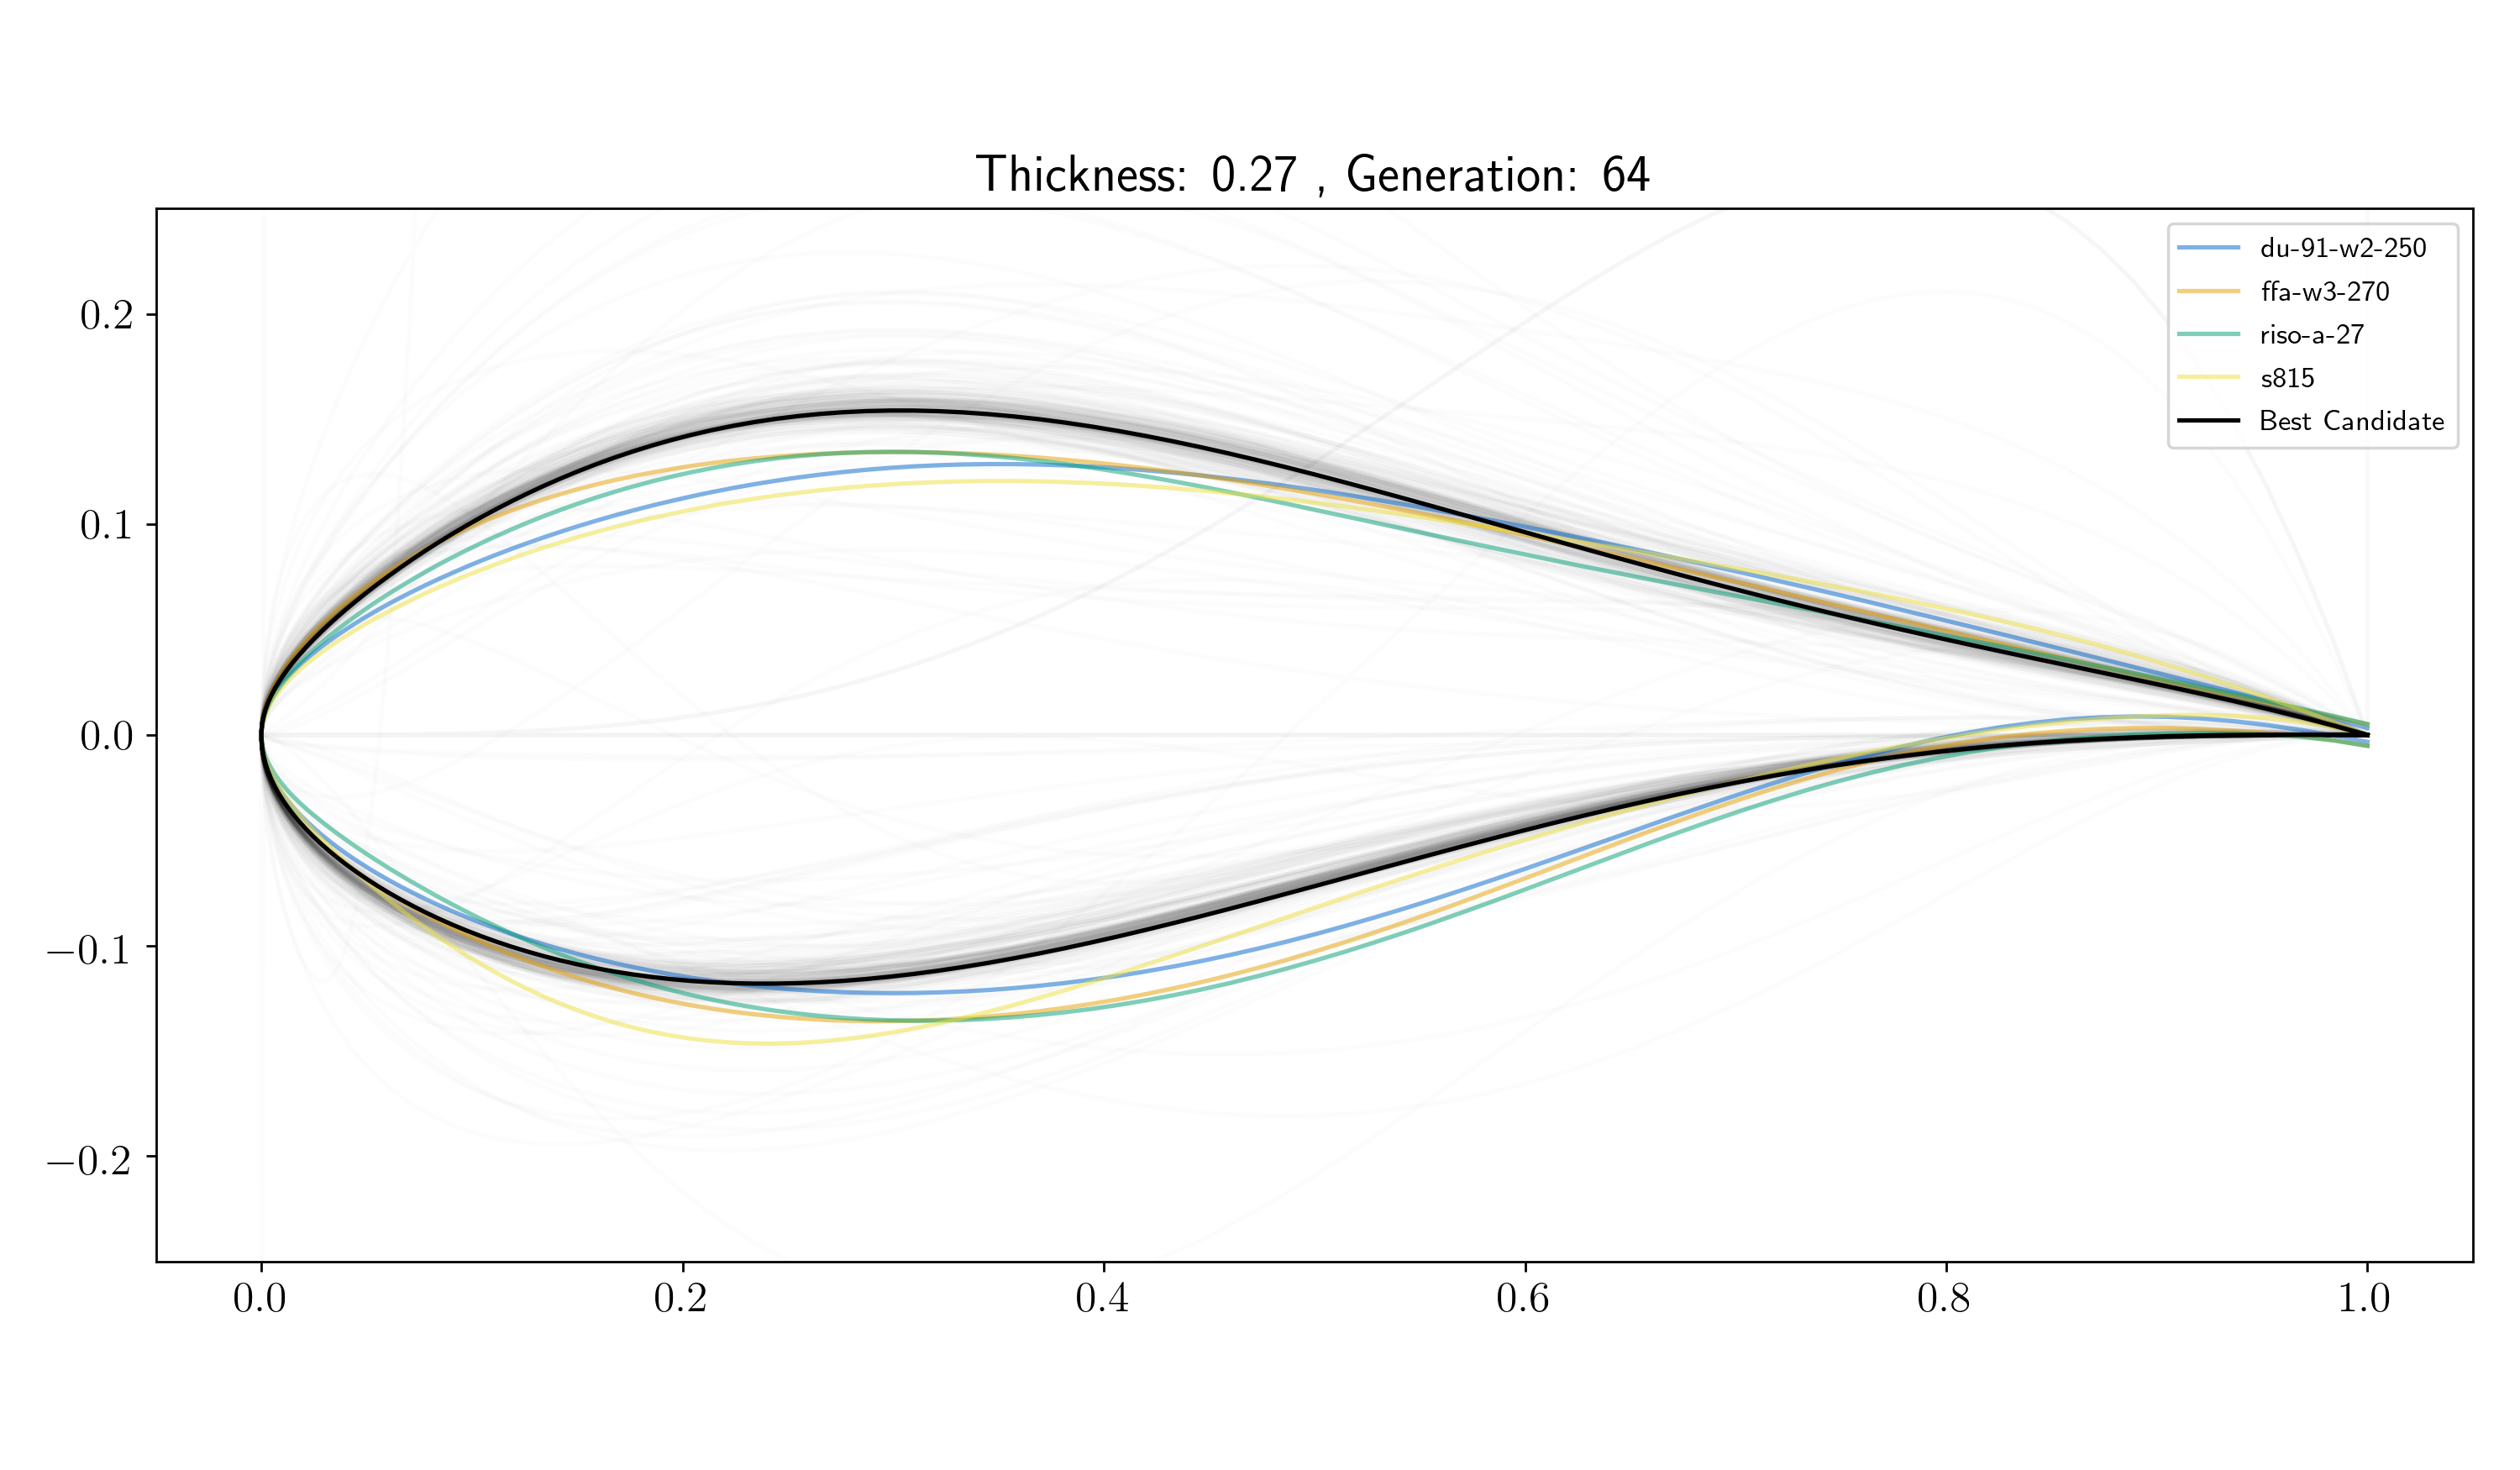 Thickness: 0.27 , Generation: 64
du-91-w2-250
ffa-w3-270
riso-a-27
s815
Best Candidate
0.2
0.1
0.0
−0.1
−0.2
0.0 0.2 0.4 0.6 0.8 1.0